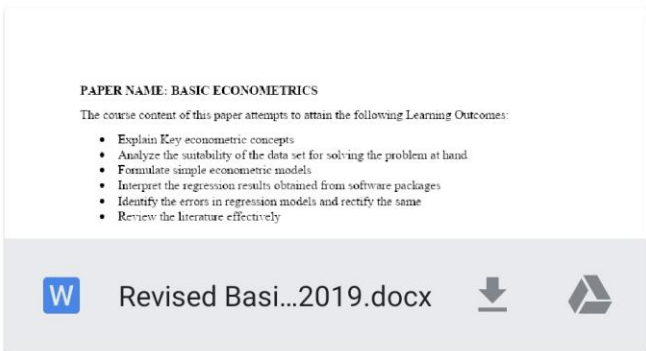 PAPER NAME: BASIC ECONOMETRICS
The course content of this paper attempts to attain the following Learning Outcomes:
• Explain Key econometric concepts
• Analyze the suitability of the data set for solving the problem at hand
• Formulate simple econometric models
• Interpret the regression results obtained from software packages
• Identify the errors in regression models and rectify the same
• Review the literature effectively
W Revised Basi...2019.docx